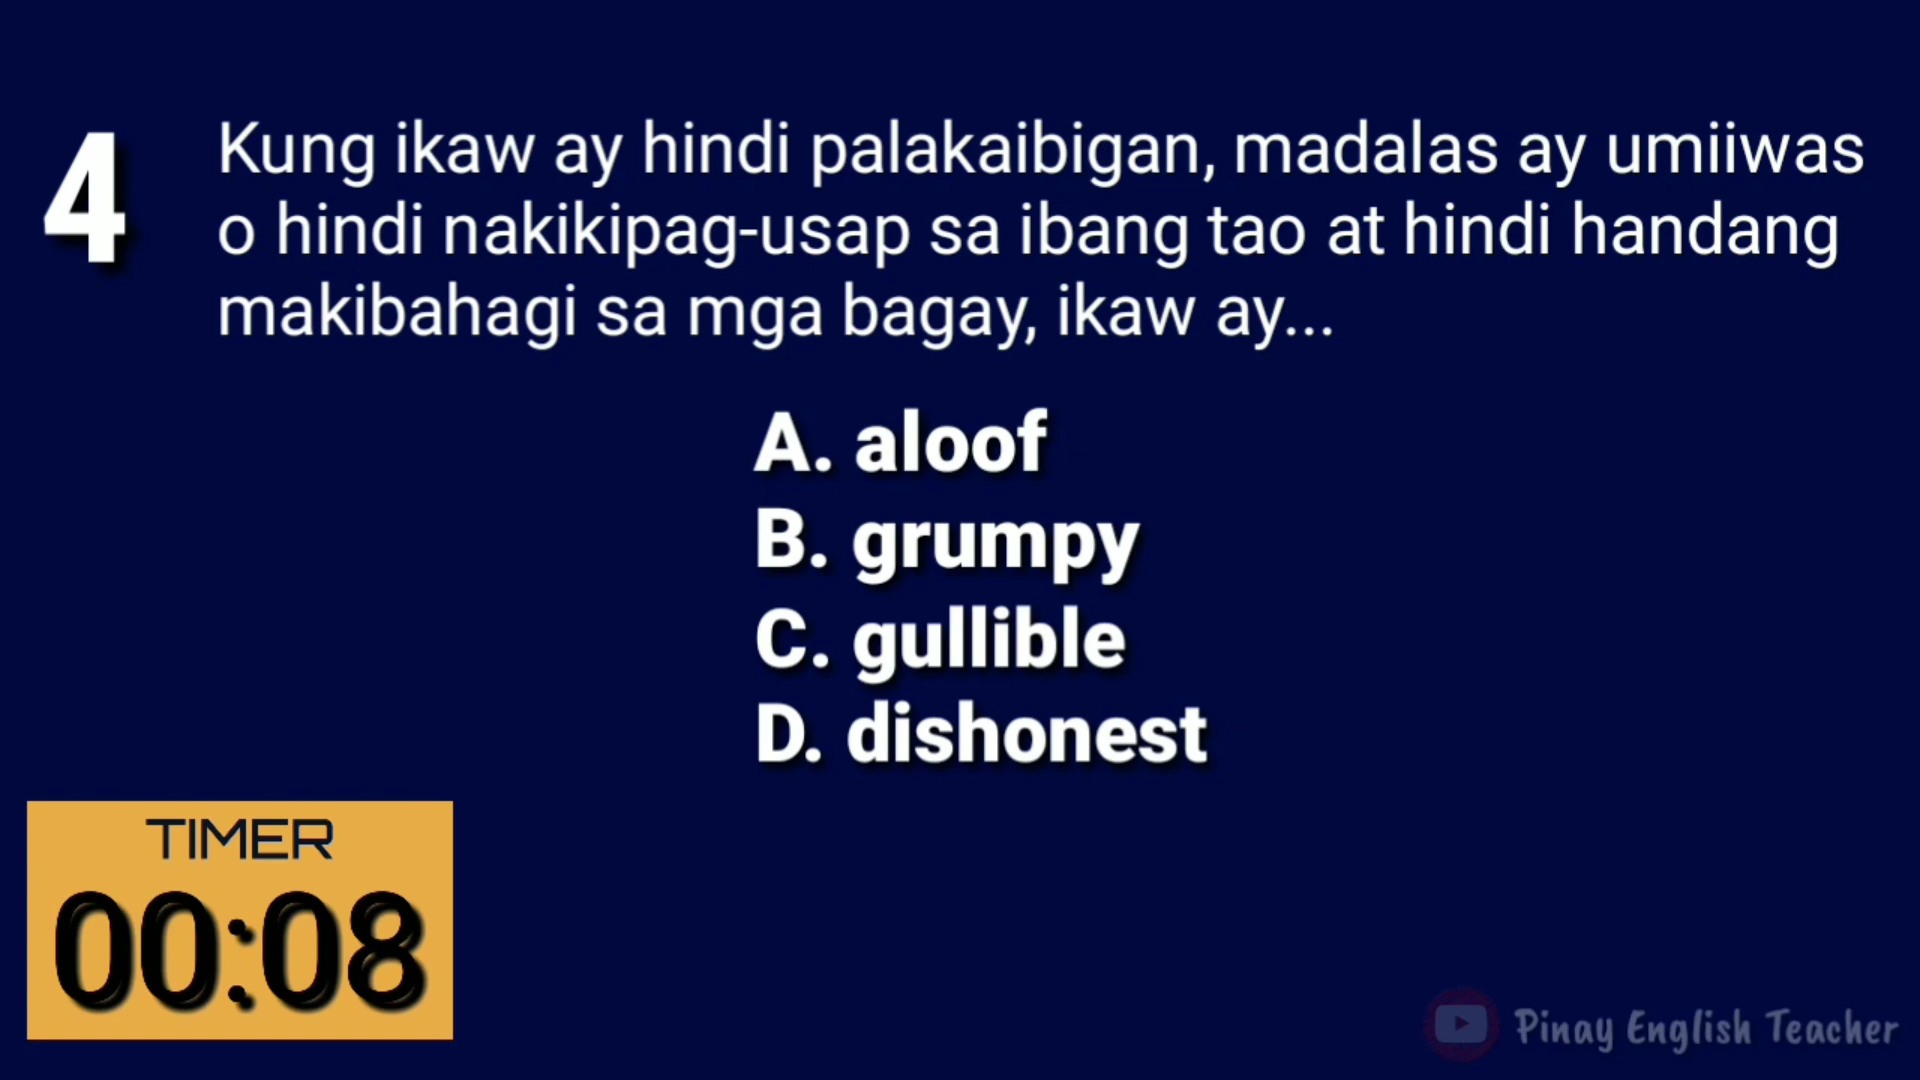 4
Kung ikaw ay hindi palakaibigan, madalas ay umiiwas
o hindi nakikipag-usap sa ibang tao at hindi handang
makibahagi sa mga bagay, ikaw ay...
A. aloof
B. grumpy
C. gullible
D. dishonest
TIMER
00:08
Pinay English Teacher